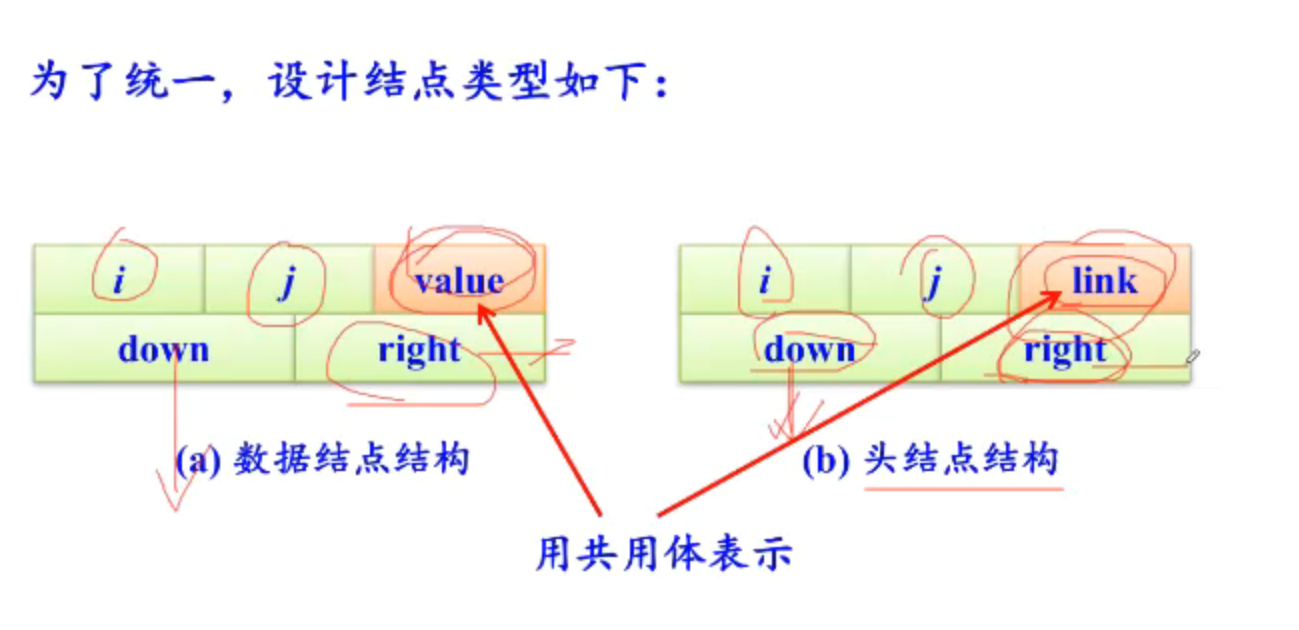 为了统一，设计结点类型如下：
i j value i j link
down right down right
(a) 数据结点结构 (b) 头结点结构
用共用体表示